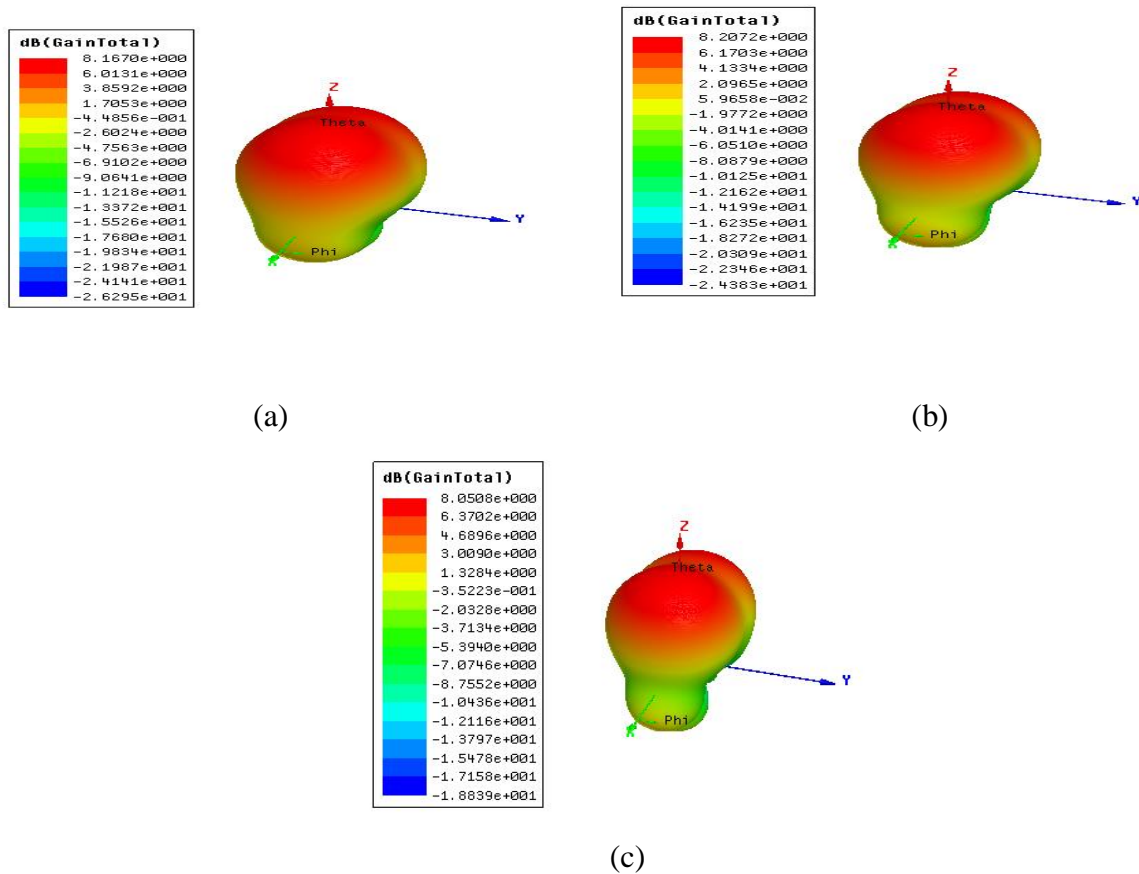 dB(GainTotal)
8.1670e+000
6.0131e+000
3.8592e+000
1.7053e+000
-4.4856e-001
-2.6024e+000
-4.7563e+000
-6.9102e+000
-9.0641e+000
-1.1218e+001
-1.3372e+001
-1.5526e+001
-1.7680e+001
-1.9834e+001
-2.1987e+001
-2.4141e+001
-2.6295e+001
Z
Theta
Y
Phi
X
(a)
dB(GainTotal)
8.2072e+000
6.1703e+000
4.1334e+000
2.0965e+000
5.9658e-002
-1.9772e+000
-4.0141e+000
-6.0510e+000
-8.0879e+000
-1.0125e+001
-1.2162e+001
-1.4199e+001
-1.6235e+001
-1.8272e+001
-2.0309e+001
-2.2346e+001
-2.4383e+001
Z
Theta
Y
Phi
X
(b)
dB(GainTotal)
8.0508e+000
6.3702e+000
4.6896e+000
3.0090e+000
1.3284e+000
-3.5223e-001
-2.0328e+000
-3.7134e+000
-5.3940e+000
-7.0746e+000
-8.7552e+000
-1.0436e+001
-1.2116e+001
-1.3797e+001
-1.5478e+001
-1.7158e+001
-1.8839e+001
Z
Theta
Y
Phi
X
(c)